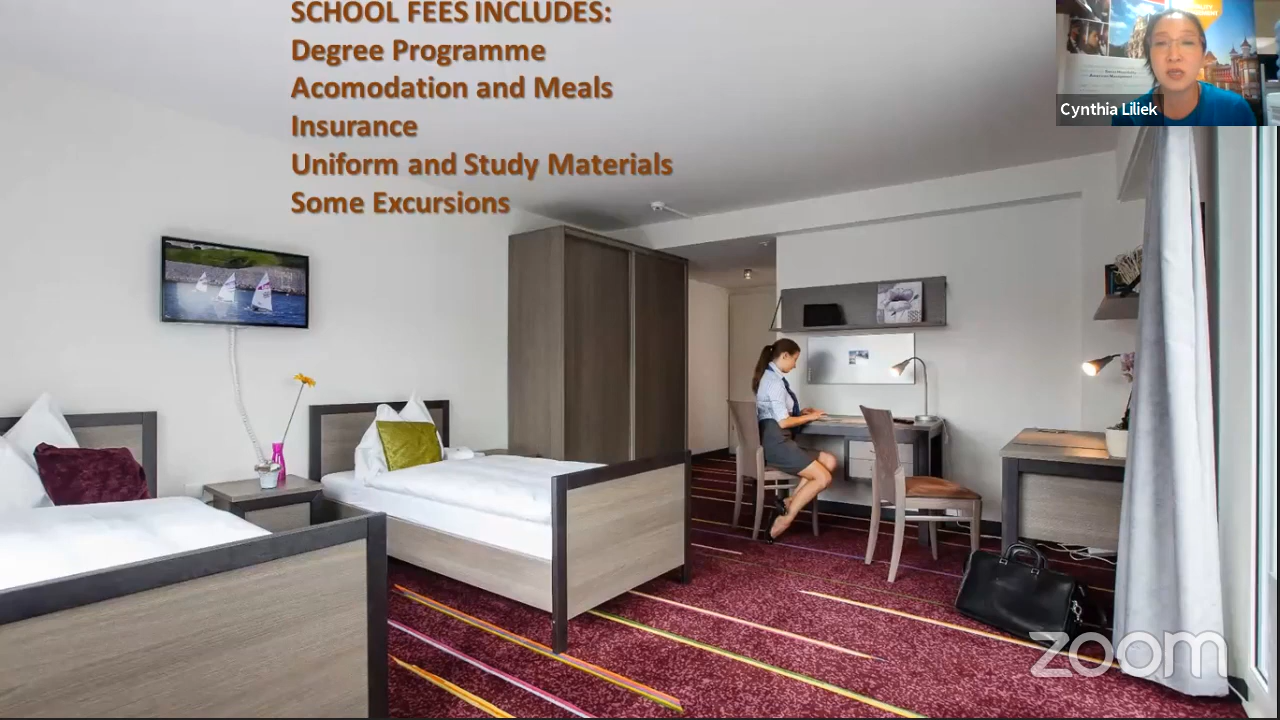 SCHOOL FEES INCLUDES:
Degree Programme
Acomodation and Meals
Insurance
Uniform and Study Materials
Some Excursions
Cynthia Liliek
zoom